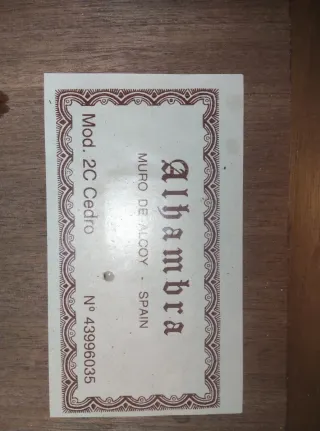 Alhambra
MURO DE ALCOY · SPAIN
Mod. 2C Cedro Nº 43996035